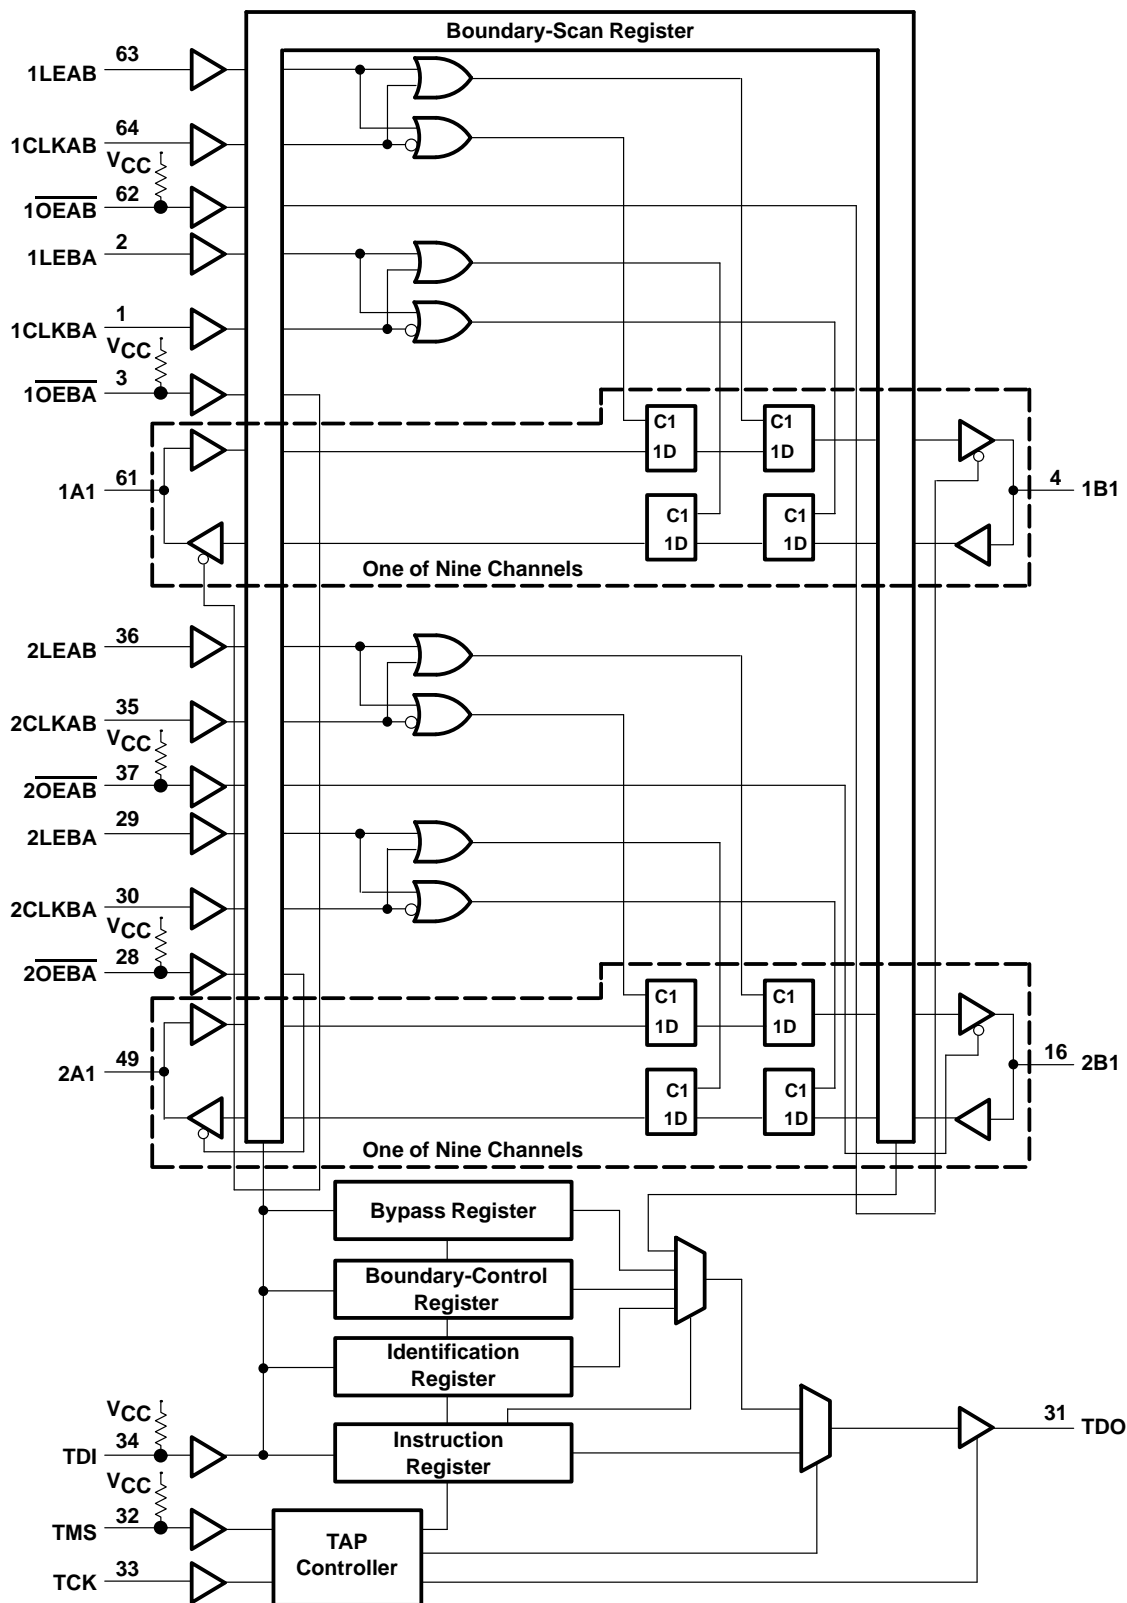 Boundary-Scan Register
1LEAB 63
1CLKAB 64
VCC
1O̅E̅A̅B̅ 62
1LEBA 2
1CLKBA 1
VCC
1O̅E̅B̅A̅ 3
C1 C1
1D 1D
1A1 61
4 1B1
C1 C1
1D 1D
One of Nine Channels
2LEAB 36
2CLKAB 35
VCC
2O̅E̅A̅B̅ 37
2LEBA 29
2CLKBA 30
VCC
2O̅E̅B̅A̅ 28
C1 C1
1D 1D
2A1 49
16 2B1
C1 C1
1D 1D
One of Nine Channels
Bypass Register
Boundary-Control
Register
Identification
Register
VCC
TDI 34
Instruction
Register
31 TDO
VCC
TMS 32
TAP
Controller
TCK 33